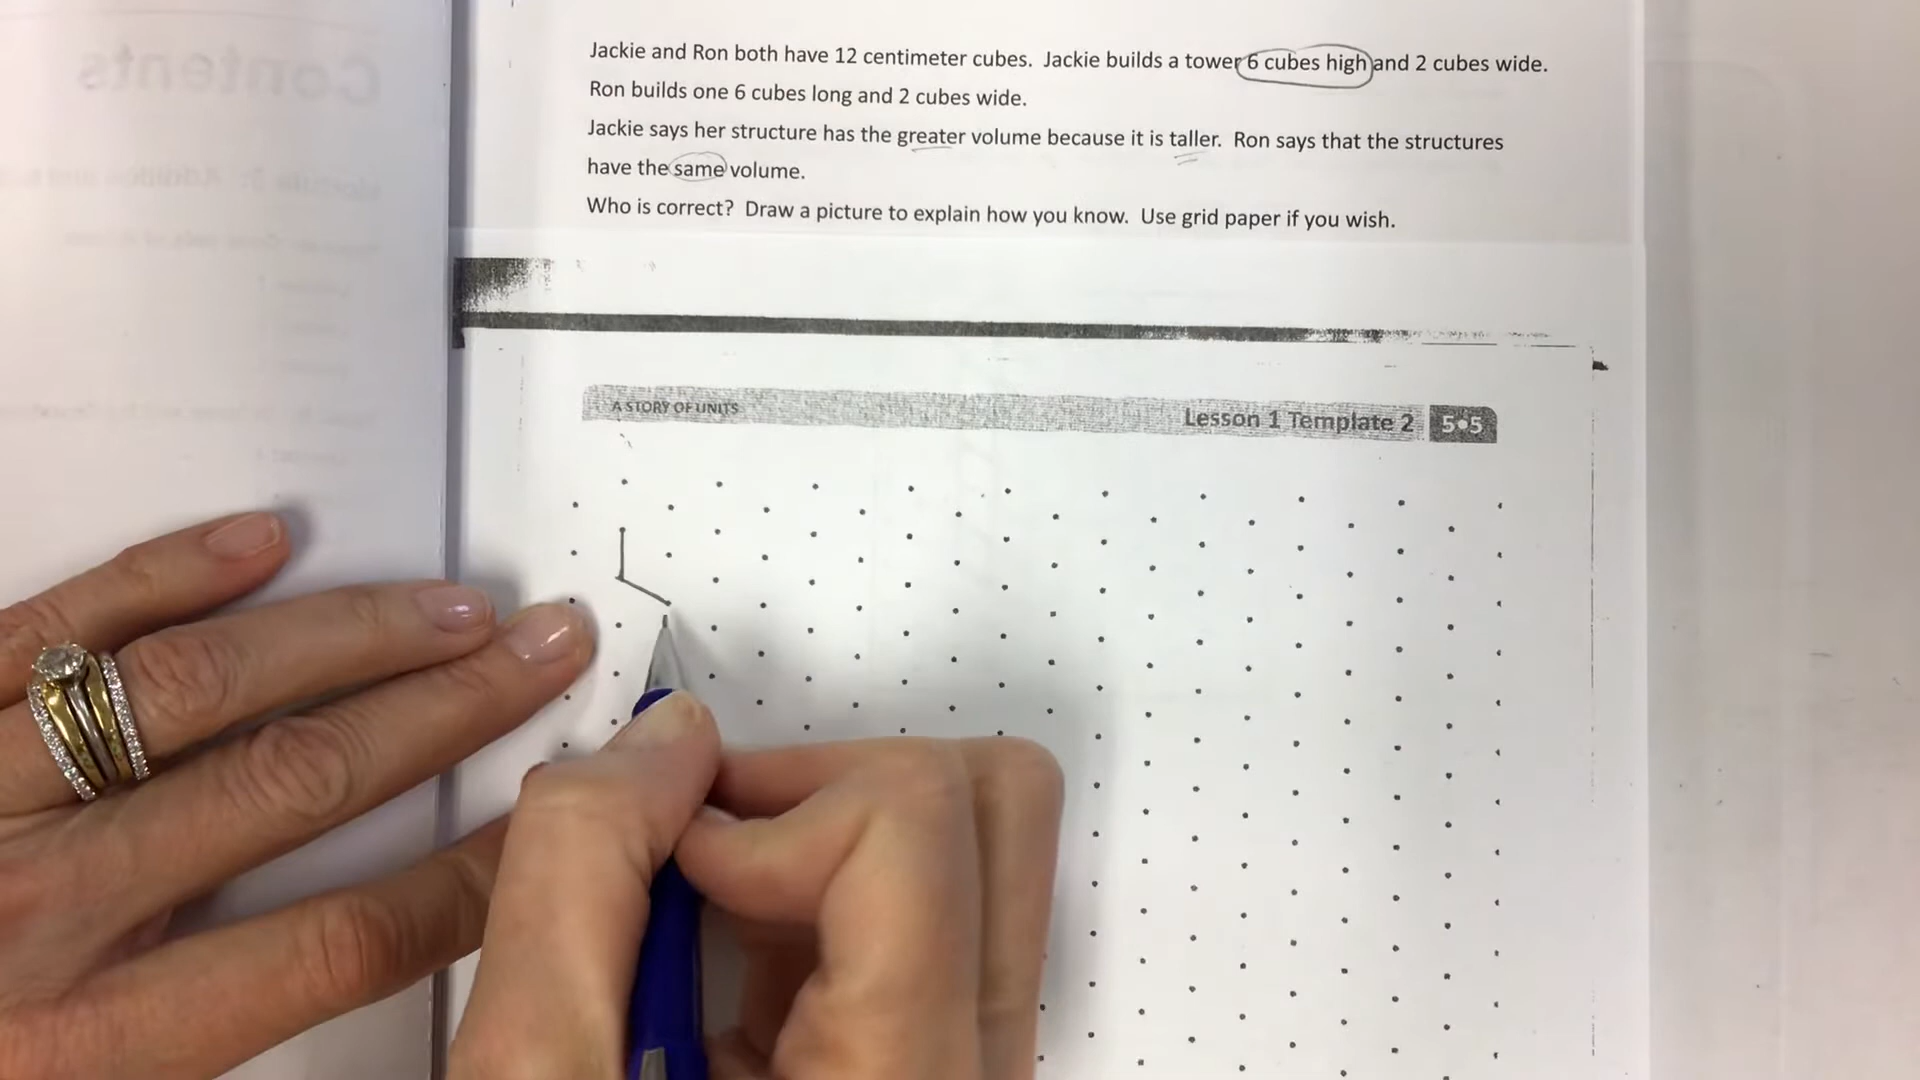 Contents
Jackie and Ron both have 12 centimeter cubes. Jackie builds a tower 6 cubes high and 2 cubes wide.
Ron builds one 6 cubes long and 2 cubes wide.
Jackie says her structure has the greater volume because it is taller. Ron says that the structures
have the same volume.
Who is correct? Draw a picture to explain how you know. Use grid paper if you wish.
A STORY OF UNITS
Lesson 1 Template 2 5•5